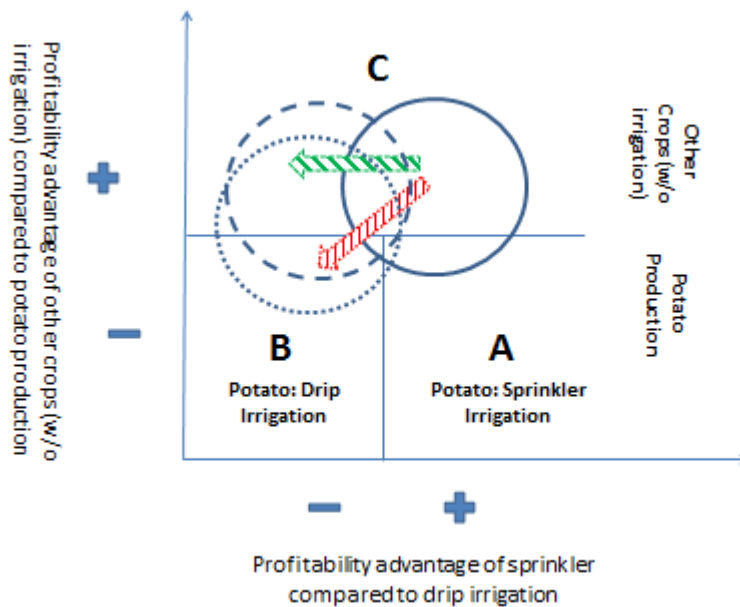 Profitability advantage of other crops (w/o
irrigation) compared to potato production
C
Other
Crops (w/o
irrigation)
Potato
Production
B
A
Potato: Drip
Irrigation
Potato: Sprinkler
Irrigation
Profitability advantage of sprinkler
compared to drip irrigation